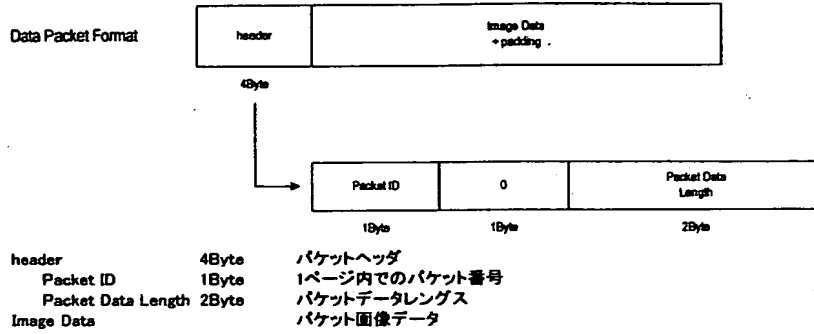 Data Packet Format
header
Image Data
+ padding
4Byte
Packet ID
0
Packet Data
Length
1Byte
1Byte
2Byte
header 4Byte パケットヘッダ
Packet ID 1Byte 1ページ内でのパケット番号
Packet Data Length 2Byte パケットデータレングス
Image Data パケット画像データ